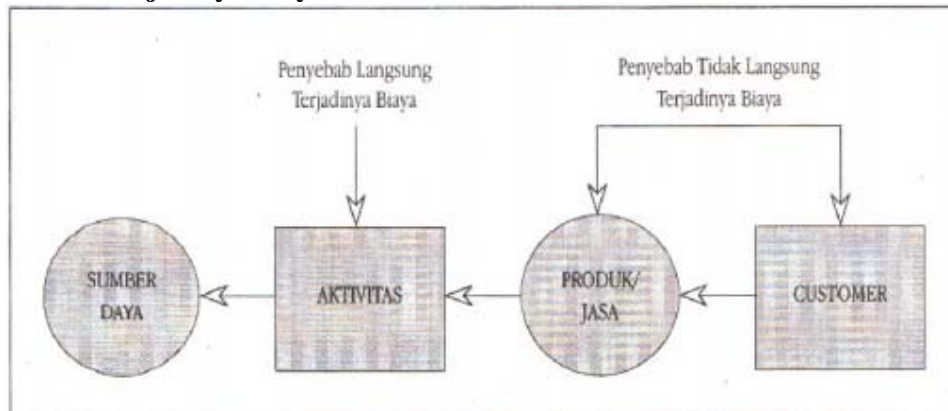 Penyebab Langsung
Terjadinya Biaya
Penyebab Tidak Langsung
Terjadinya Biaya
SUMBER
DAYA
AKTIVITAS
PRODUK/
JASA
CUSTOMER